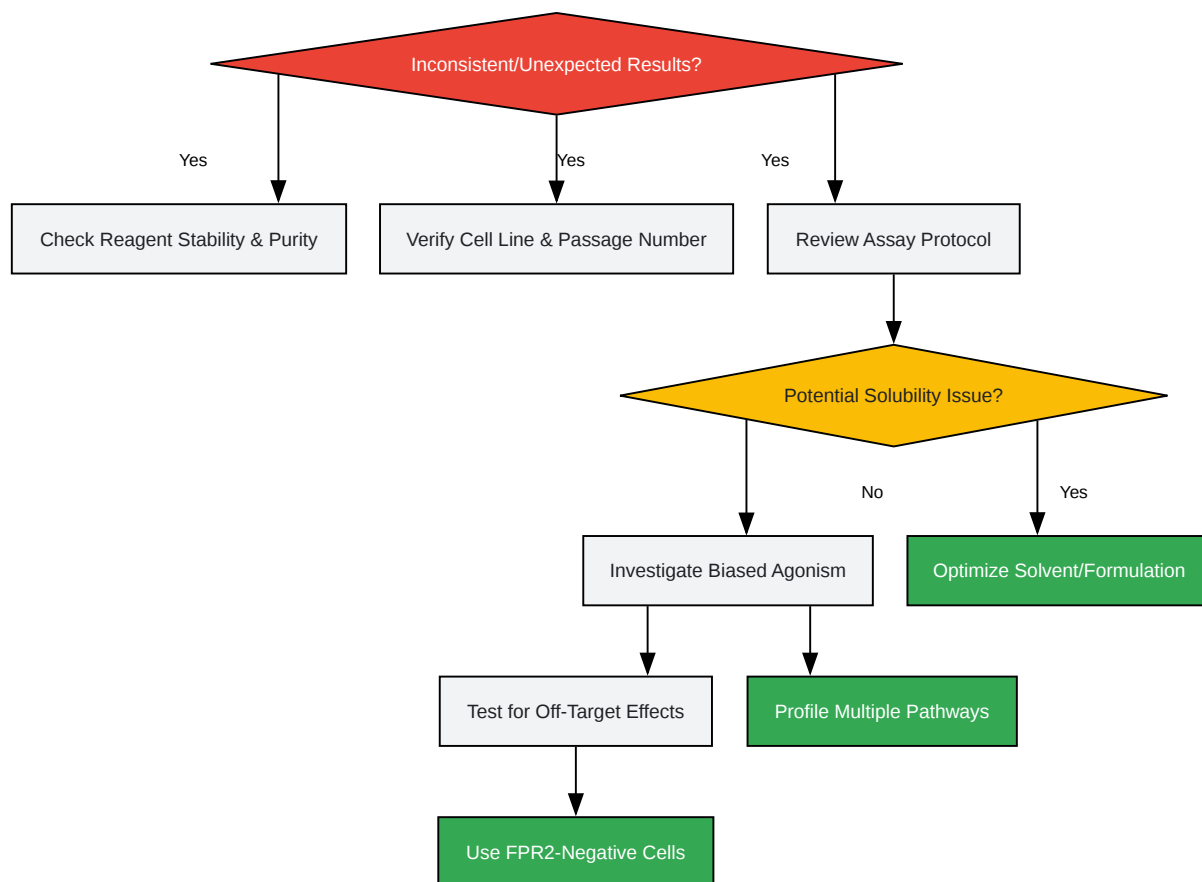 Inconsistent/Unexpected Results?
Yes
Yes
Yes
Check Reagent Stability & Purity
Verify Cell Line & Passage Number
Review Assay Protocol
Potential Solubility Issue?
No
Yes
Investigate Biased Agonism
Optimize Solvent/Formulation
Test for Off-Target Effects
Profile Multiple Pathways
Use FPR2-Negative Cells